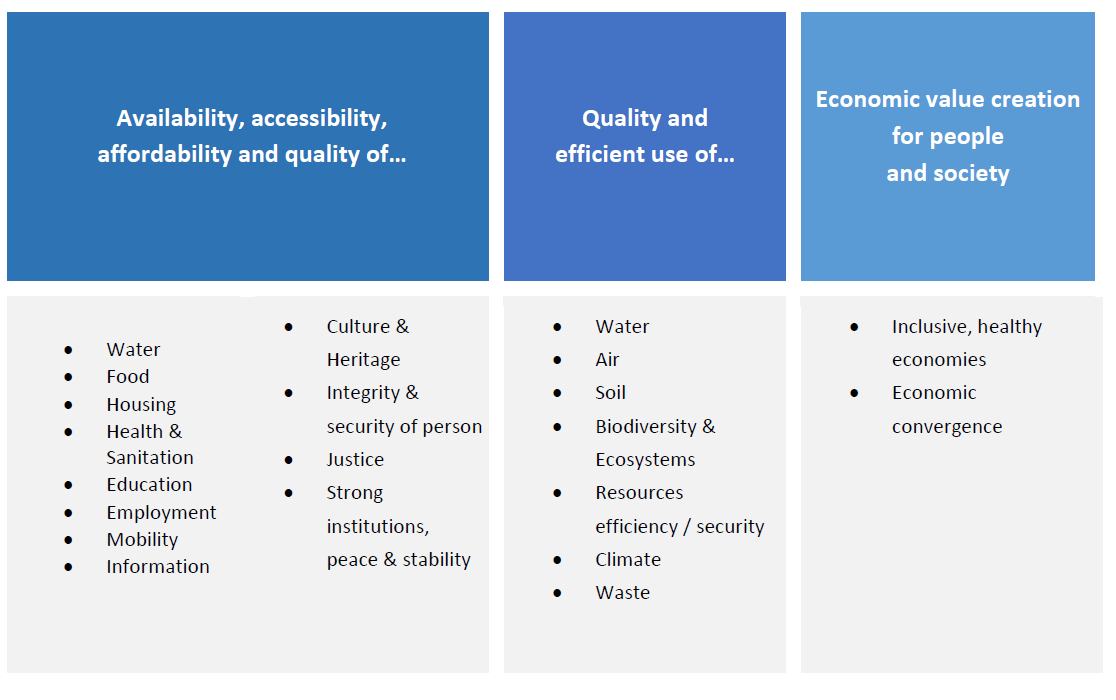 Availability, accessibility,
affordability and quality of…
Quality and
efficient use of…
Economic value creation
for people
and society
• Water
• Food
• Housing
• Health &
Sanitation
• Education
• Employment
• Mobility
• Information
• Culture &
Heritage
• Integrity &
security of person
• Justice
• Strong
institutions,
peace & stability
• Water
• Air
• Soil
• Biodiversity &
Ecosystems
• Resources
efficiency / security
• Climate
• Waste
• Inclusive, healthy
economies
• Economic
convergence